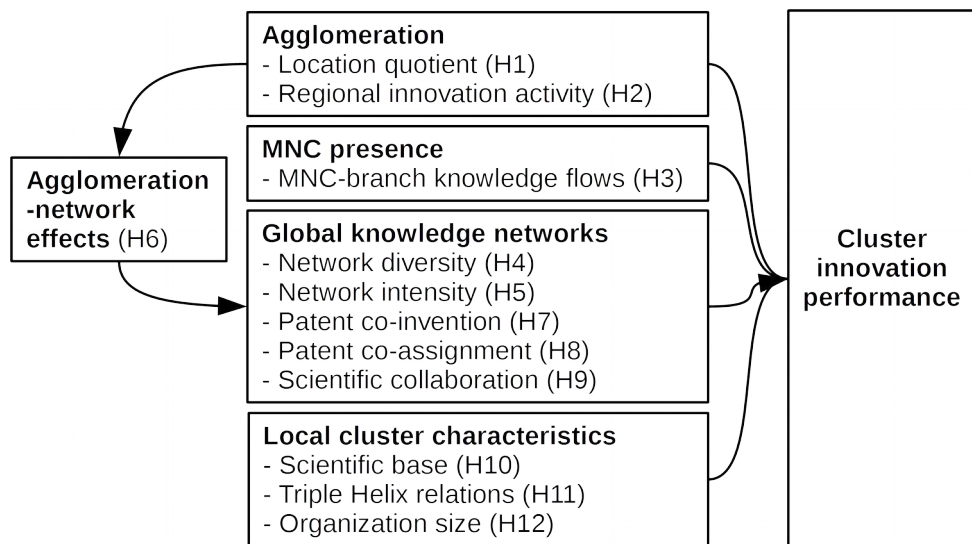 Agglomeration
- Location quotient (H1)
- Regional innovation activity (H2)
MNC presence
- MNC-branch knowledge flows (H3)
Agglomeration
-network
effects (H6)
Global knowledge networks
- Network diversity (H4)
- Network intensity (H5)
- Patent co-invention (H7)
- Patent co-assignment (H8)
- Scientific collaboration (H9)
Local cluster characteristics
- Scientific base (H10)
- Triple Helix relations (H11)
- Organization size (H12)
Cluster
innovation
performance